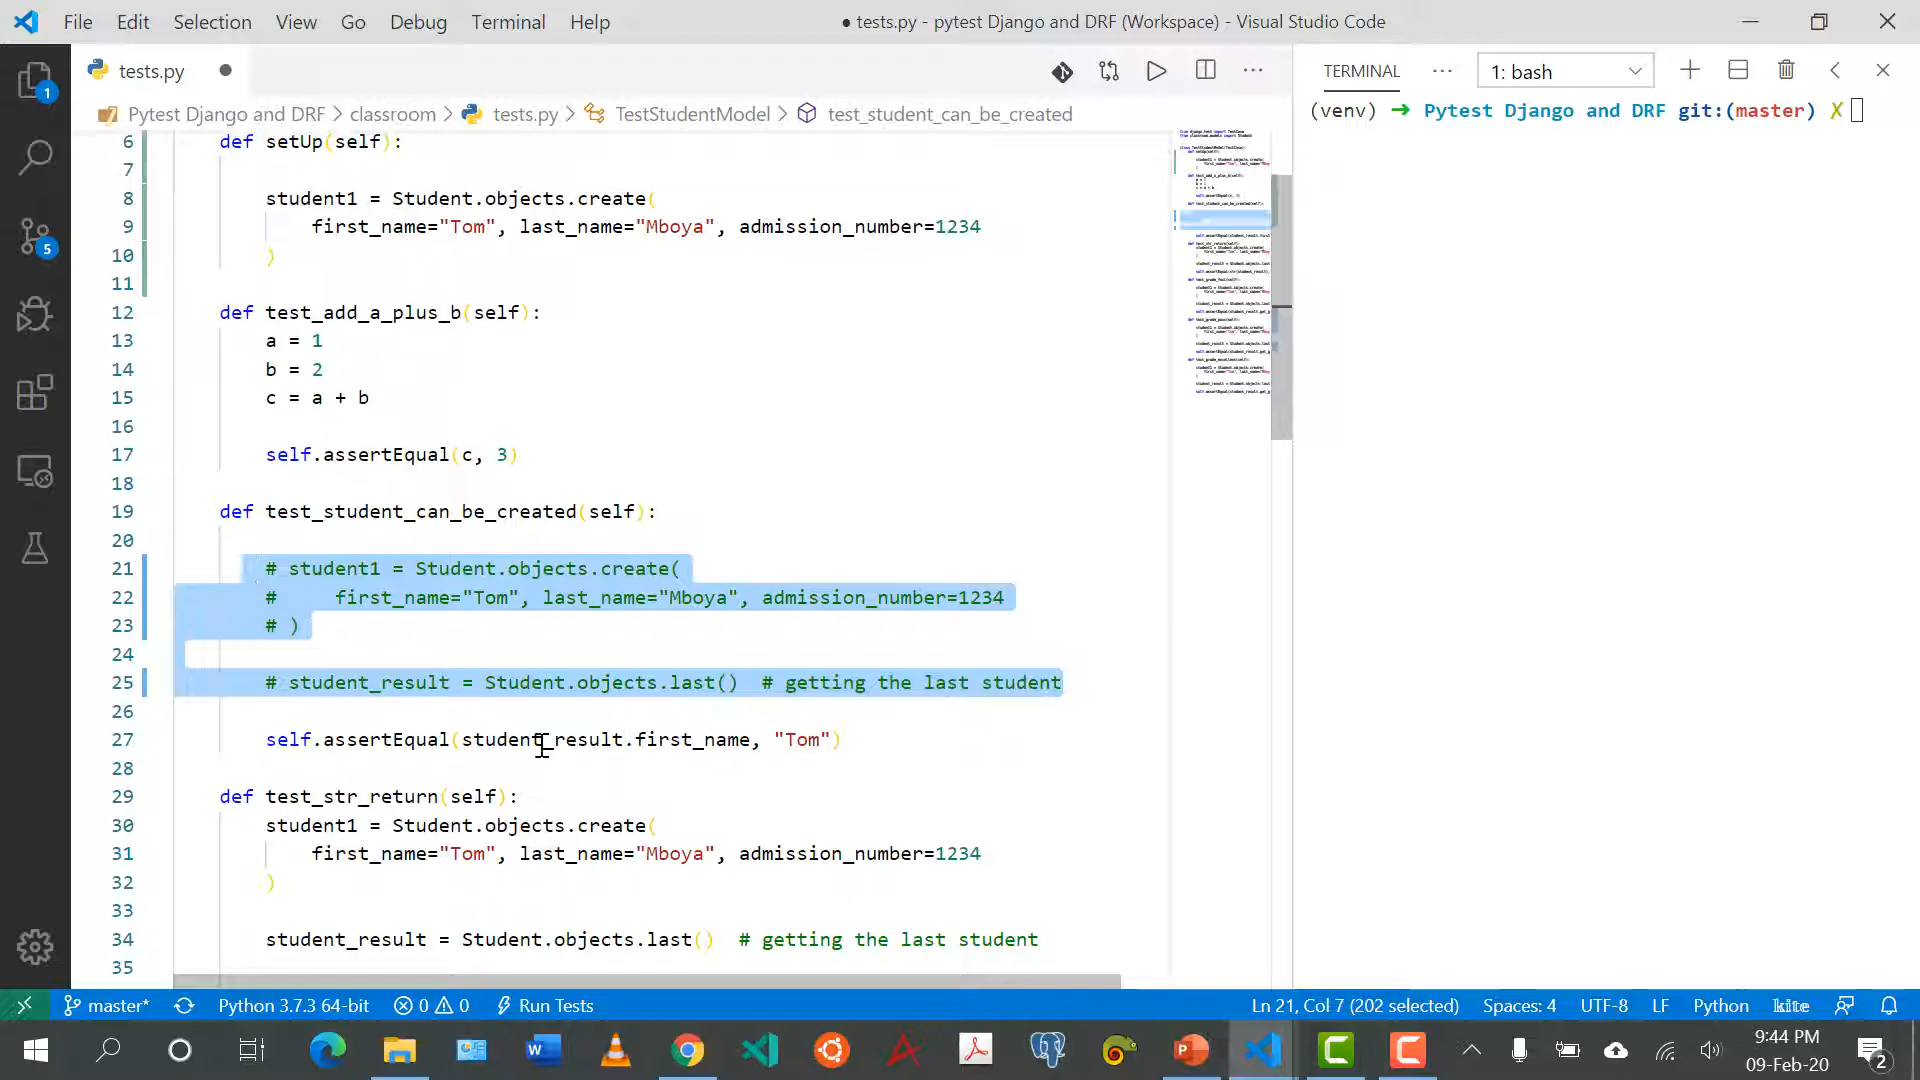 File Edit Selection View Go Debug Terminal Help ● tests.py - pytest Django and DRF (Workspace) - Visual Studio Code
tests.py
TERMINAL 1: bash
Pytest Django and DRF > classroom > tests.py > TestStudentModel > test_student_can_be_created
(venv) → Pytest Django and DRF git:(master) ✗
6 def setUp(self):
7
8 student1 = Student.objects.create(
9 first_name="Tom", last_name="Mboya", admission_number=1234
10 )
11
12 def test_add_a_plus_b(self):
13 a = 1
14 b = 2
15 c = a + b
16
17 self.assertEqual(c, 3)
18
19 def test_student_can_be_created(self):
20
21 # student1 = Student.objects.create(
22 # first_name="Tom", last_name="Mboya", admission_number=1234
23 # )
24
25 # student_result = Student.objects.last() # getting the last student
26
27 self.assertEqual(student_result.first_name, "Tom")
28
29 def test_str_return(self):
30 student1 = Student.objects.create(
31 first_name="Tom", last_name="Mboya", admission_number=1234
32 )
33
34 student_result = Student.objects.last() # getting the last student
35
1
5
master* Python 3.7.3 64-bit 0 0 Run Tests Ln 21, Col 7 (202 selected) Spaces: 4 UTF-8 LF Python kite
9:44 PM
09-Feb-20
2